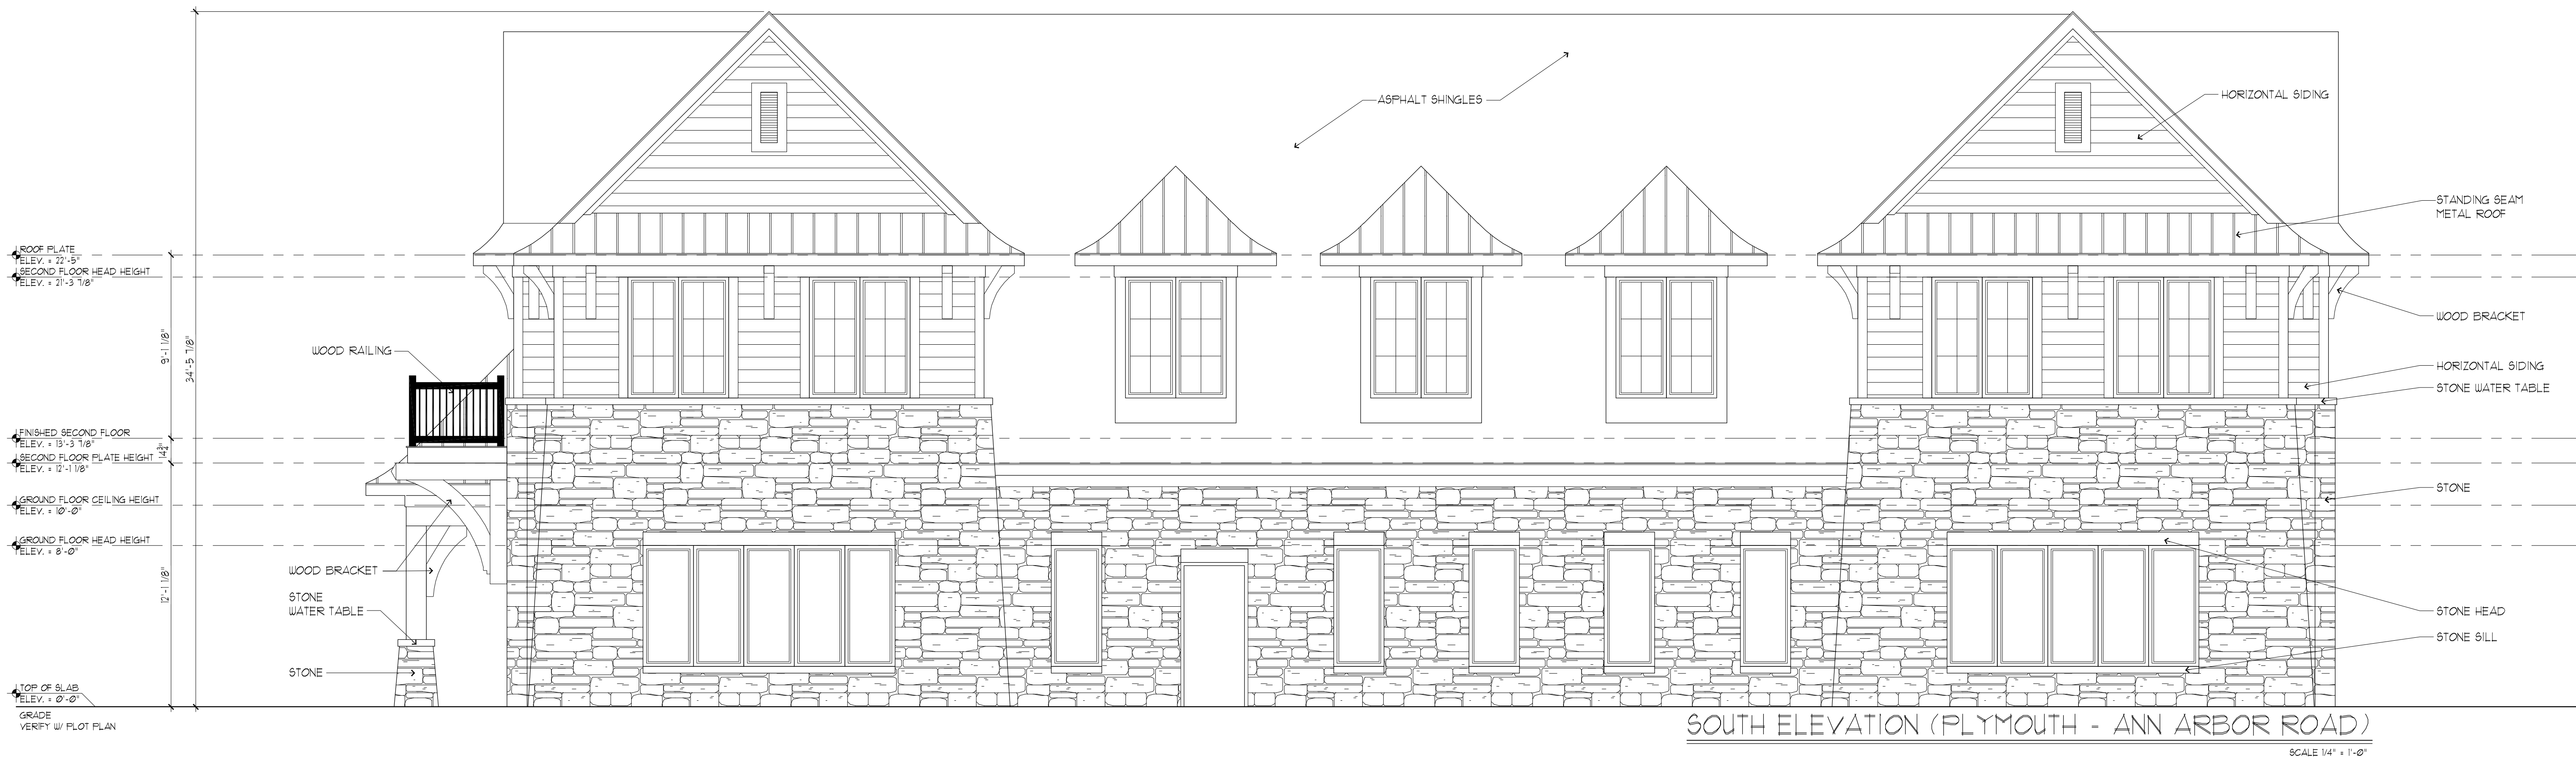 ROOF PLATE
ELEV. = 22'-5"
SECOND FLOOR HEAD HEIGHT
ELEV. = 21'-3 7/8"
9'-1 1/8"
34'-5 7/8"
WOOD RAILING
FINISHED SECOND FLOOR
ELEV. = 13'-3 7/8"
14 3/4"
SECOND FLOOR PLATE HEIGHT
ELEV. = 12'-1 1/8"
GROUND FLOOR CEILING HEIGHT
ELEV. = 10'-0"
GROUND FLOOR HEAD HEIGHT
ELEV. = 8'-0"
12'-1 1/8"
WOOD BRACKET
STONE
WATER TABLE
STONE
TOP OF SLAB
ELEV. = 0'-0"
GRADE
VERIFY W/ PLOT PLAN
ASPHALT SHINGLES
HORIZONTAL SIDING
STANDING SEAM
METAL ROOF
WOOD BRACKET
HORIZONTAL SIDING
STONE WATER TABLE
STONE
STONE HEAD
STONE SILL
SOUTH ELEVATION (PLYMOUTH - ANN ARBOR ROAD)
SCALE 1/4" = 1'-0"